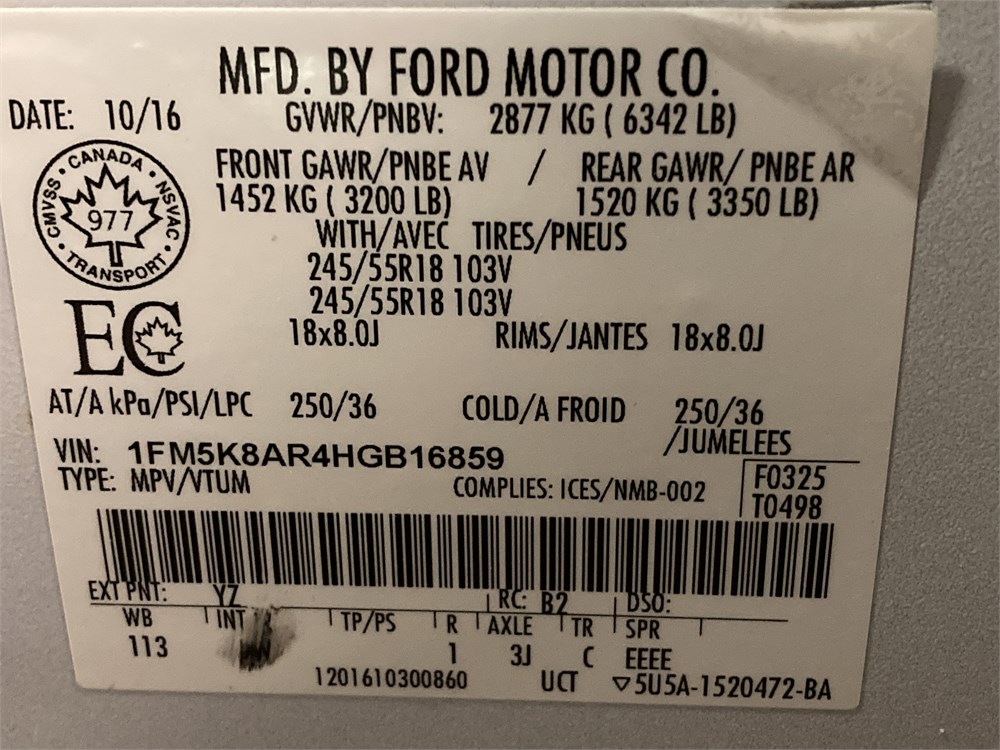 MFD. BY FORD MOTOR CO.
DATE: 10/16 GVWR/PNBV: 2877 KG ( 6342 LB)
FRONT GAWR/PNBE AV / REAR GAWR/ PNBE AR
1452 KG ( 3200 LB) 1520 KG ( 3350 LB)
CANADA
CMVSS · NSVAC
977
TRANSPORT
WITH/AVEC TIRES/PNEUS
245/55R18 103V
245/55R18 103V
EC
18x8.0J RIMS/JANTES 18x8.0J
AT/A kPa/PSI/LPC 250/36 COLD/A FROID 250/36
/JUMELEES
VIN: 1FM5K8AR4HGB16859
TYPE: MPV/VTUM COMPLIES: ICES/NMB-002
F0325
T0498
EXT PNT: YZ RC: B2 DSO:
WB INT TP/PS R AXLE TR SPR
113 1 3J C EEEE
1201610300860 UCT ▽5U5A-1520472-BA